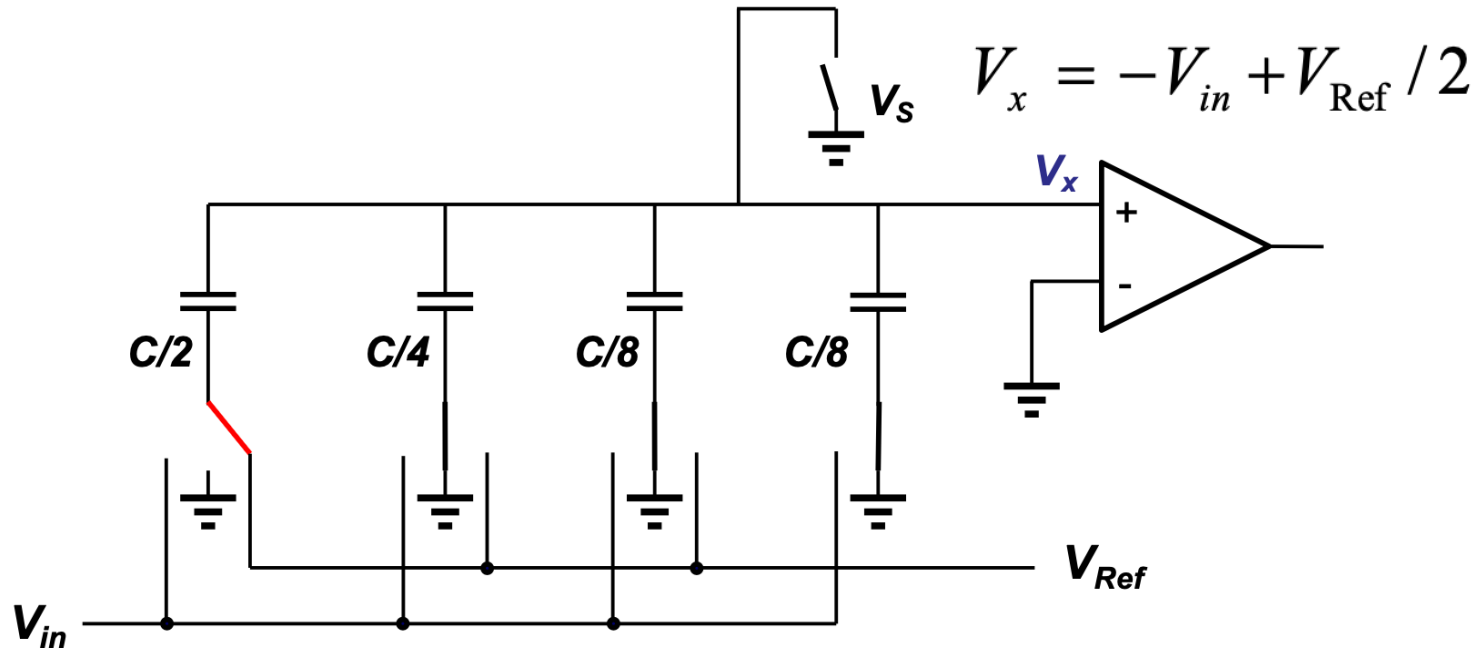 V_S
V_x = −V_in + V_Ref / 2
V_x
+
-
C/2
C/4
C/8
C/8
V_Ref
V_in